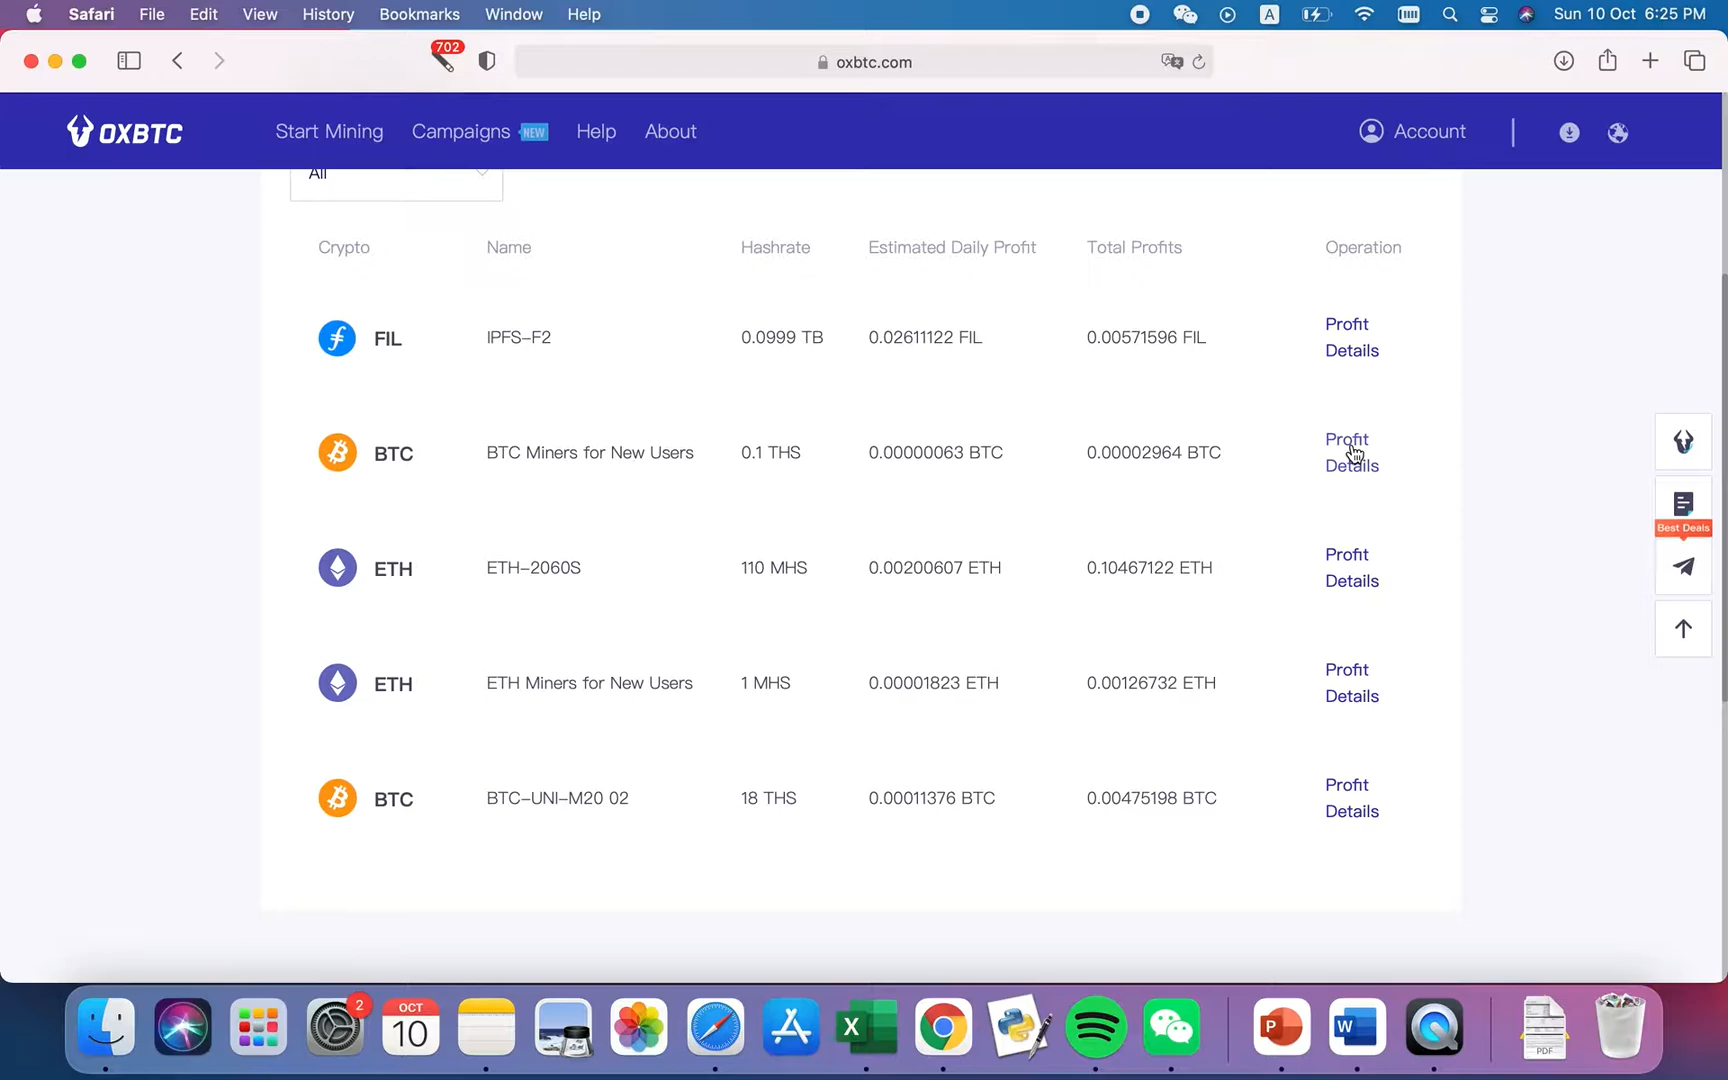 Safari File Edit View History Bookmarks Window Help A Sun 10 Oct 6:25 PM
702
oxbtc.com
OXBTC Start Mining Campaigns NEW Help About Account
All
Crypto Name Hashrate Estimated Daily Profit Total Profits Operation
FIL IPFS-F2 0.0999 TB 0.02611122 FIL 0.00571596 FIL Profit
Details
BTC BTC Miners for New Users 0.1 THS 0.00000063 BTC 0.00002964 BTC Profit
Details
Best Deals
ETH ETH-2060S 110 MHS 0.00200607 ETH 0.10467122 ETH Profit
Details
ETH ETH Miners for New Users 1 MHS 0.00001823 ETH 0.00126732 ETH Profit
Details
BTC BTC-UNI-M20 02 18 THS 0.00011376 BTC 0.00475198 BTC Profit
Details
2
OCT
10
X
P
W
PDF